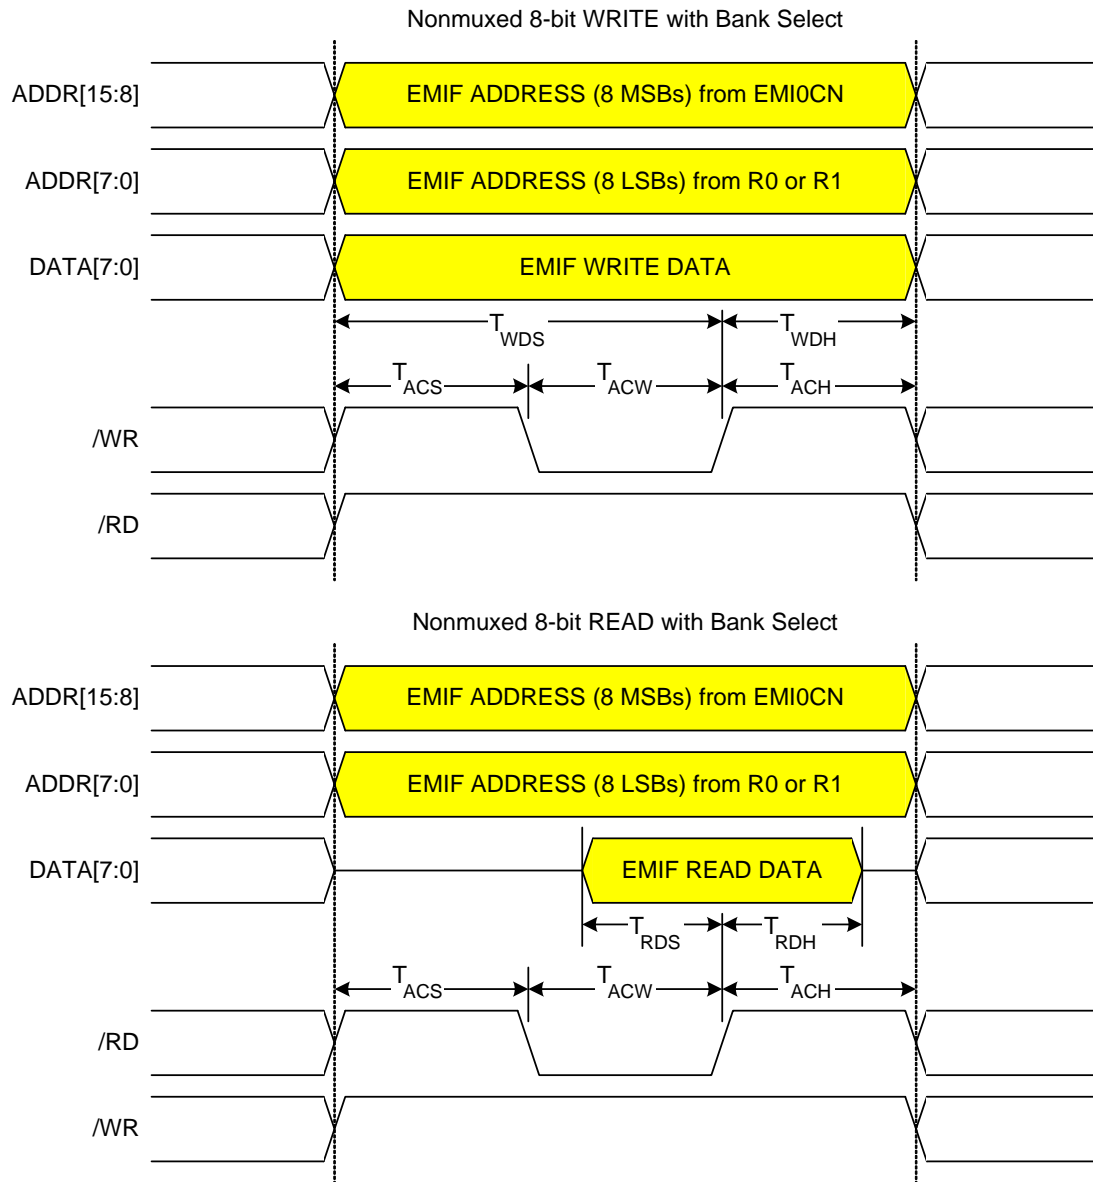 Nonmuxed 8-bit WRITE with Bank Select
ADDR[15:8]
EMIF ADDRESS (8 MSBs) from EMI0CN
ADDR[7:0]
EMIF ADDRESS (8 LSBs) from R0 or R1
DATA[7:0]
EMIF WRITE DATA
TWDS TWDH
TACS TACW TACH
/WR
/RD
Nonmuxed 8-bit READ with Bank Select
ADDR[15:8]
EMIF ADDRESS (8 MSBs) from EMI0CN
ADDR[7:0]
EMIF ADDRESS (8 LSBs) from R0 or R1
DATA[7:0]
EMIF READ DATA
TRDS TRDH
TACS TACW TACH
/RD
/WR